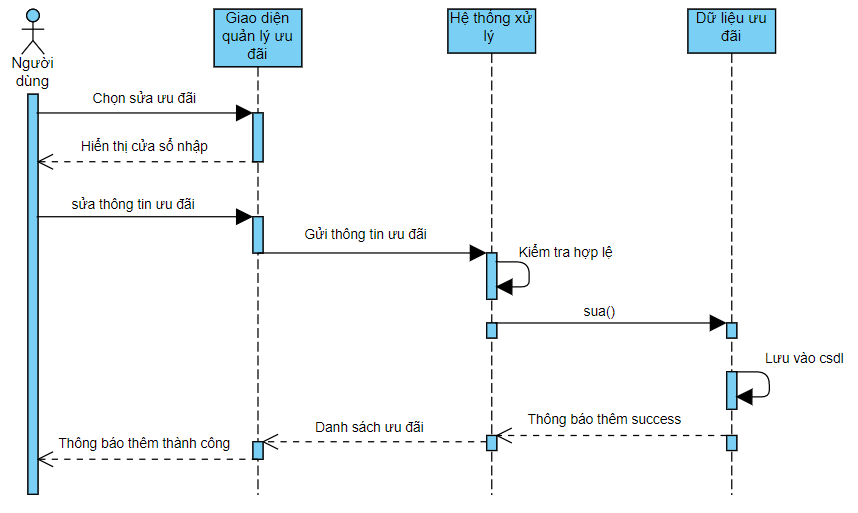 Giao diện
quản lý ưu
đãi
Hệ thống xử
lý
Dữ liệu ưu
đãi
Người
dùng
Chọn sửa ưu đãi
Hiển thị cửa sổ nhập
sửa thông tin ưu đãi
Gửi thông tin ưu đãi
Kiểm tra hợp lệ
sua()
Lưu vào csdl
Thông báo thêm success
Danh sách ưu đãi
Thông báo thêm thành công